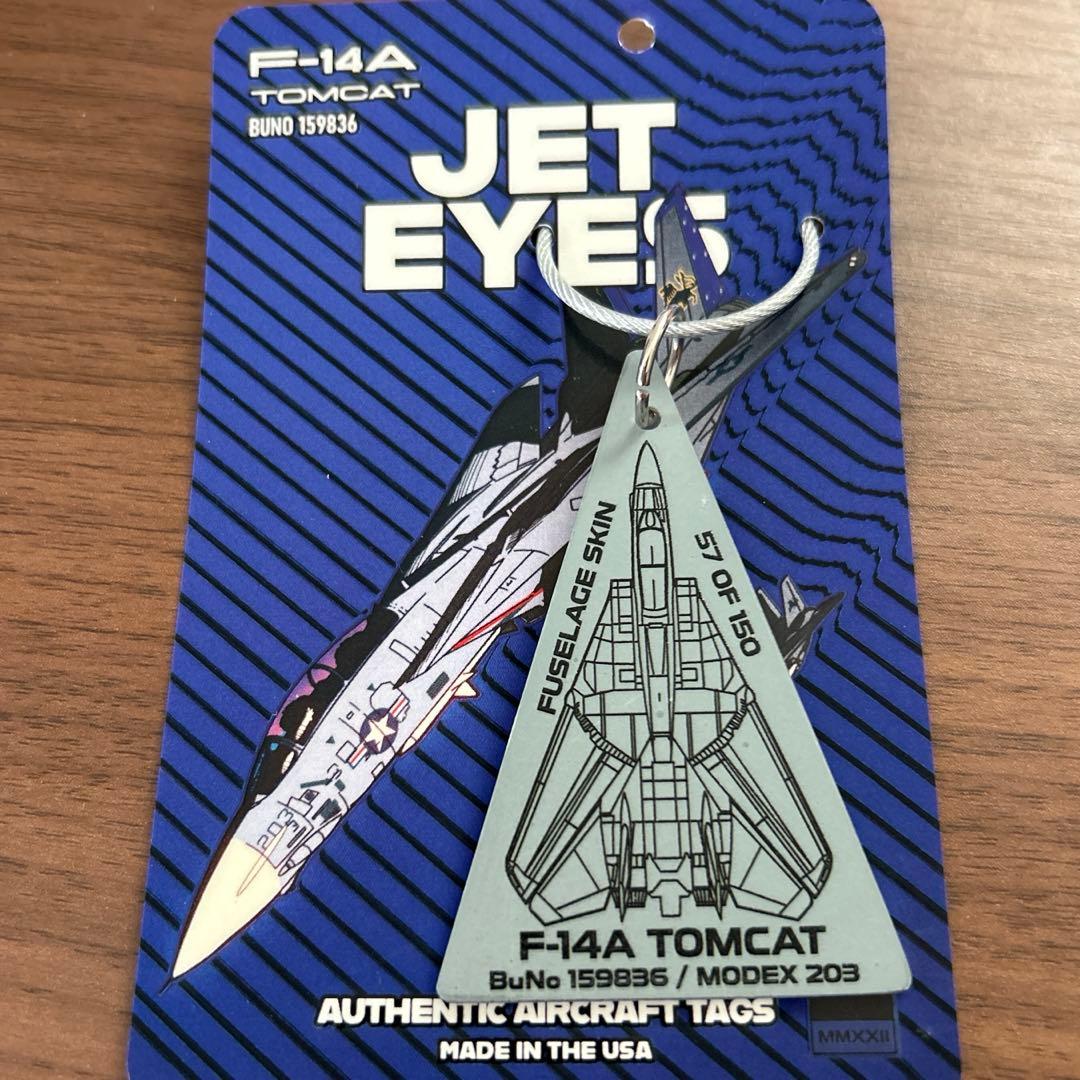 F-14A
TOMCAT
BUNO 159836
JET
EYES
FUSELAGE SKIN
57 OF 150
203
F-14A TOMCAT
BuNo 159836 / MODEX 203
AUTHENTIC AIRCRAFT TAGS
MADE IN THE USA
MMXXII